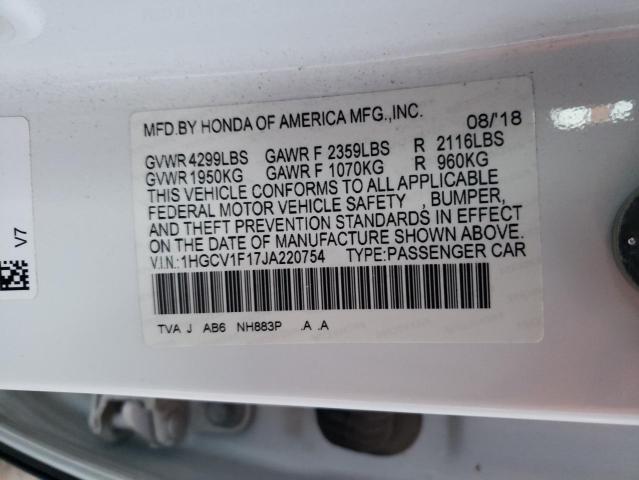 MFD.BY HONDA OF AMERICA MFG.,INC. 08/'18
GVWR 4299LBS GAWR F 2359LBS R 2116LBS
GVWR 1950KG GAWR F 1070KG R 960KG
THIS VEHICLE CONFORMS TO ALL APPLICABLE
FEDERAL MOTOR VEHICLE SAFETY , BUMPER,
AND THEFT PREVENTION STANDARDS IN EFFECT
ON THE DATE OF MANUFACTURE SHOWN ABOVE.
V.I.N.:1HGCV1F17JA220754 TYPE:PASSENGER CAR
TVA J AB6 NH883P .A .A
V7